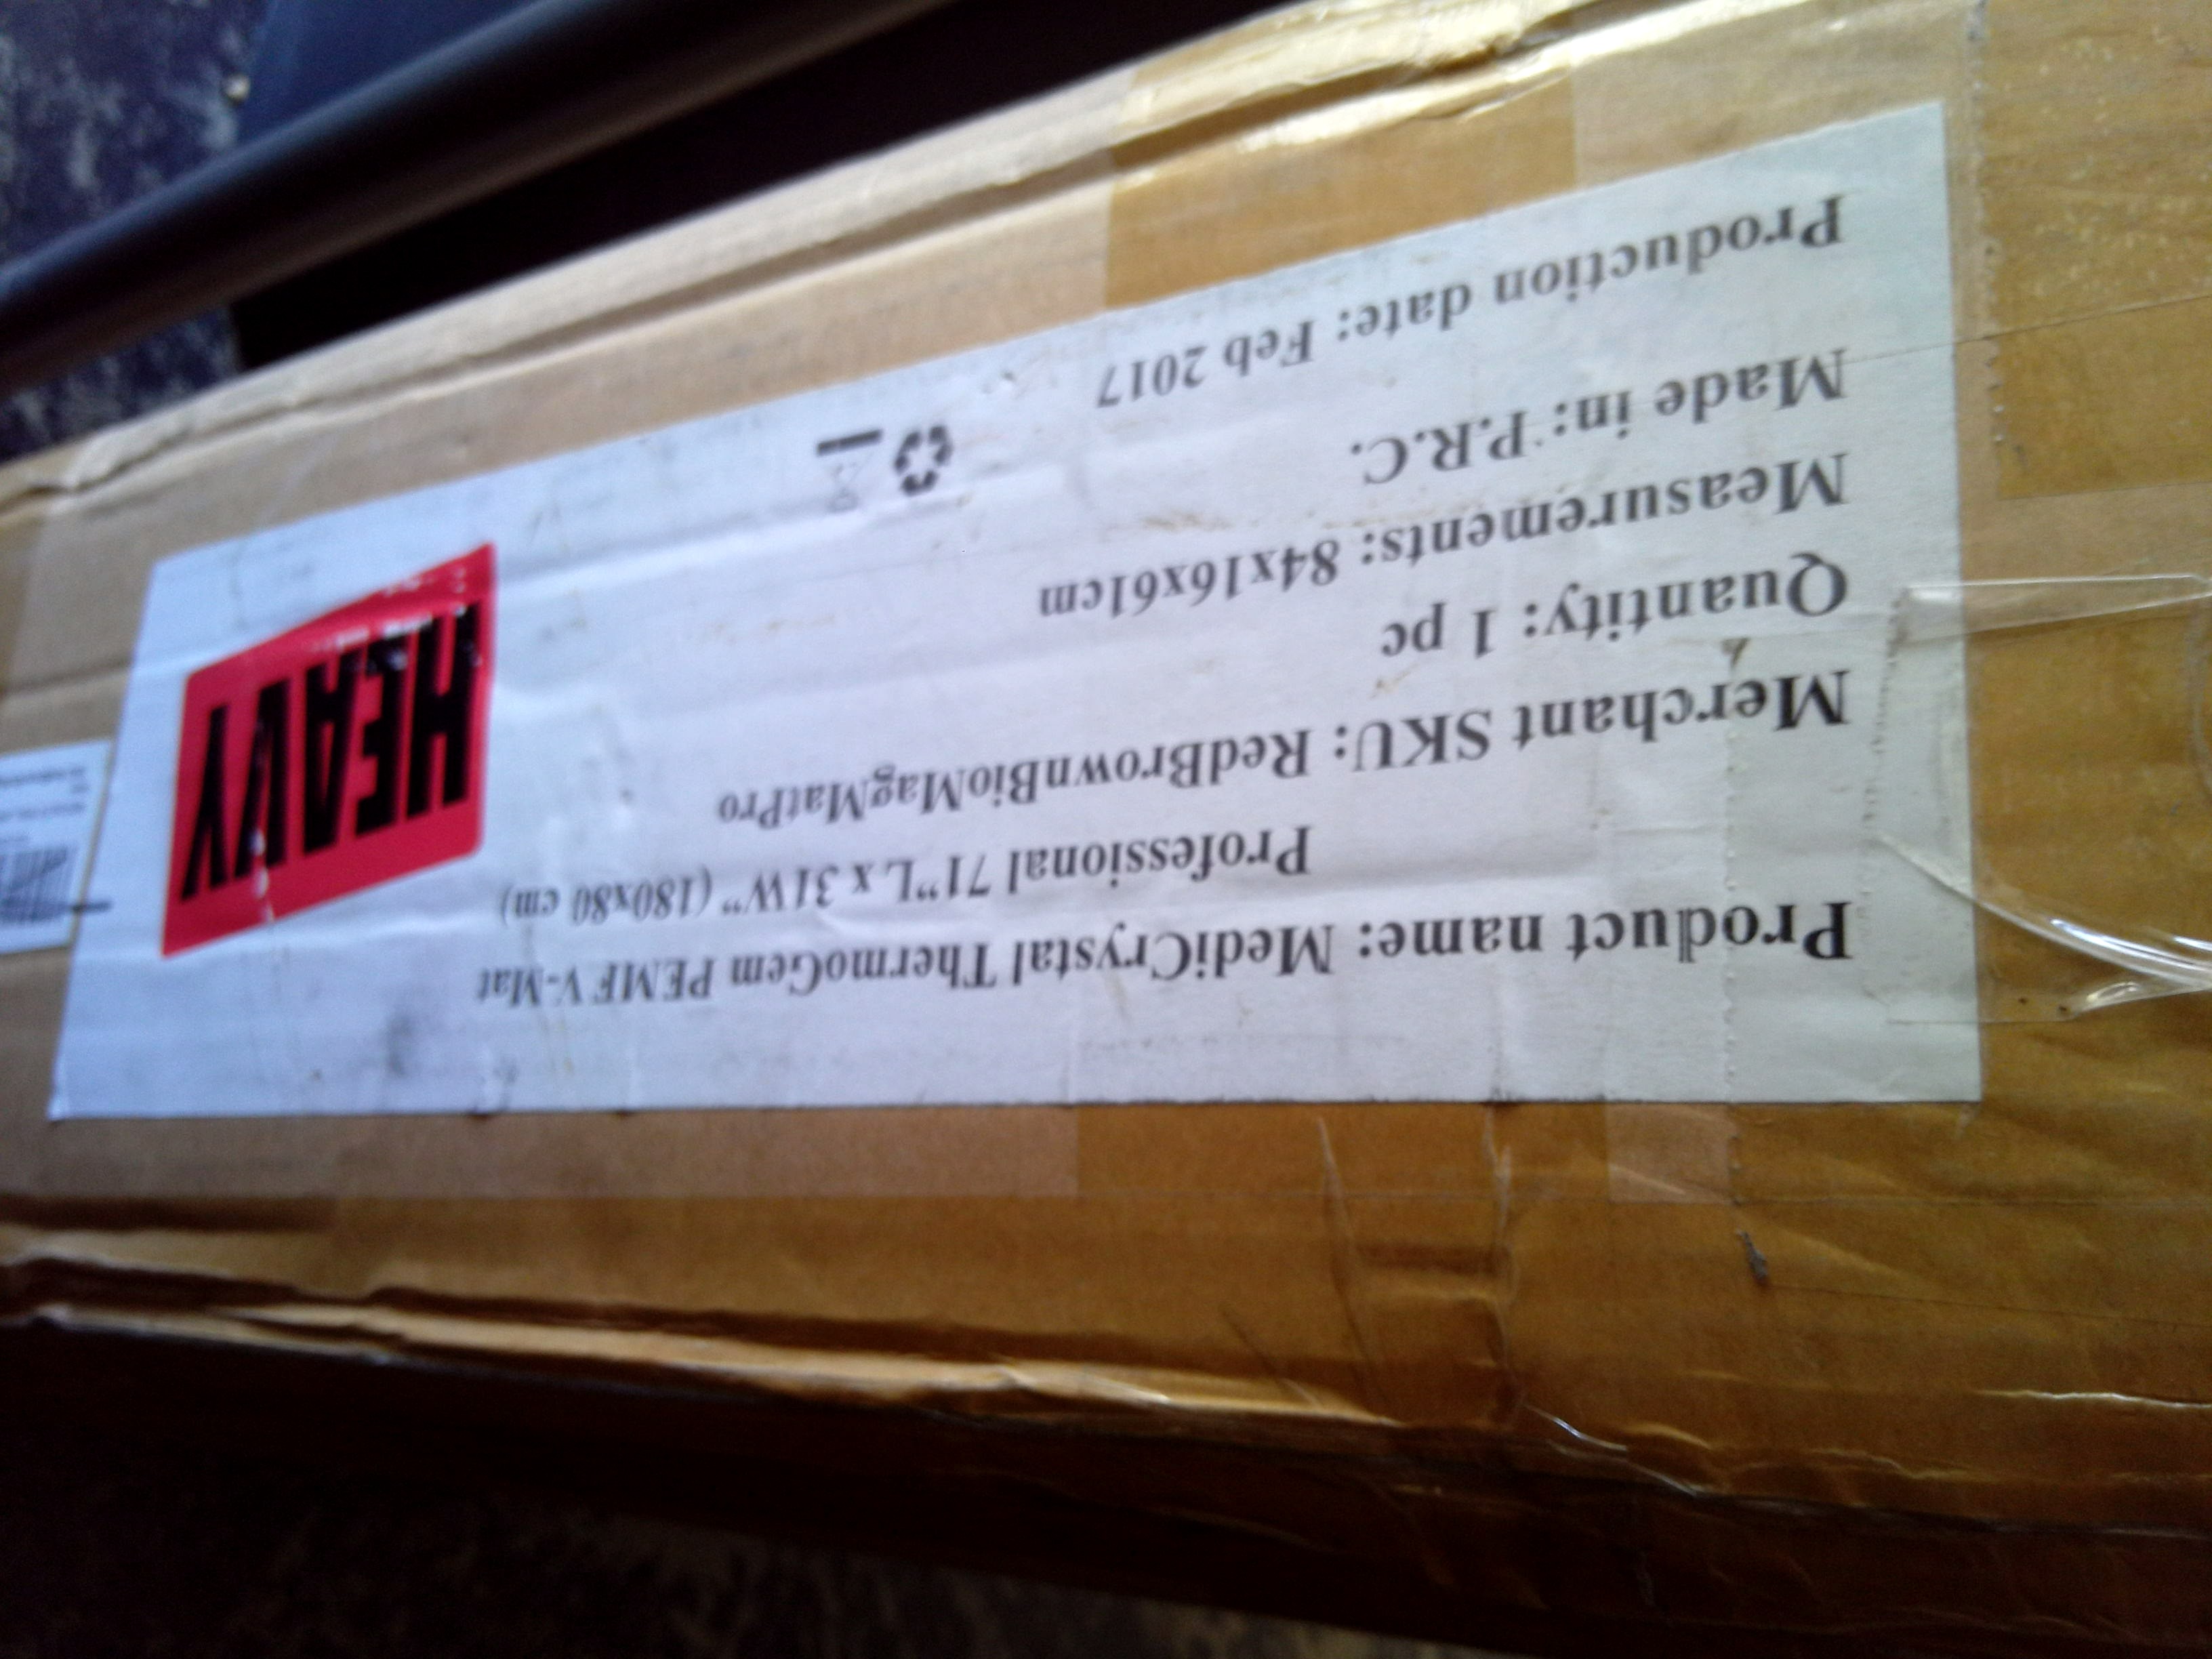 Product name: MediCrystal ThermoGem PEMF V-Mat
Professional 71"L x 31W" (180x80 cm)
Merchant SKU: RedBrownBioMagMatPro
Quantity: 1 pc
Measurements: 84x16x61cm
Made in: P.R.C.
Production date: Feb 2017
HEAVY